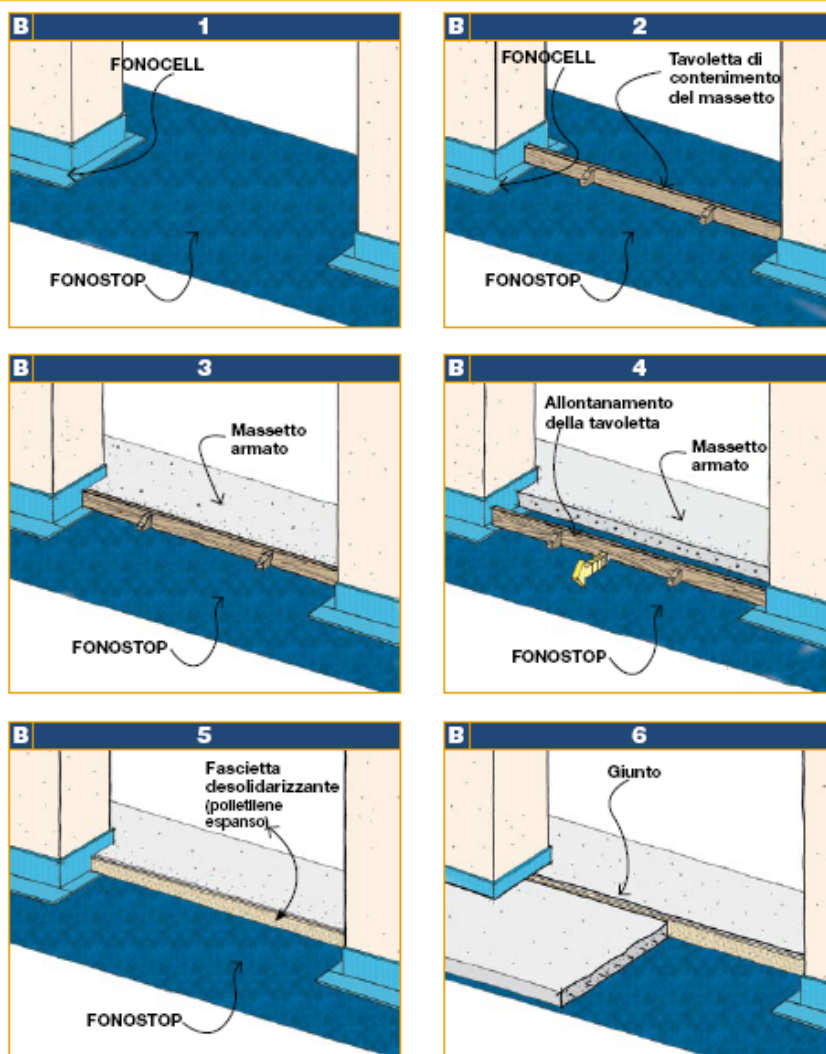 B 1
FONOCELL
FONOSTOP
B 2
FONOCELL
Tavoletta di
contenimento
del massetto
FONOSTOP
B 3
Massetto
armato
FONOSTOP
B 4
Allontanamento
della tavoletta
Massetto
armato
FONOSTOP
B 5
Fascietta
desolidarizzante
(polietilene
espanso)
FONOSTOP
B 6
Giunto